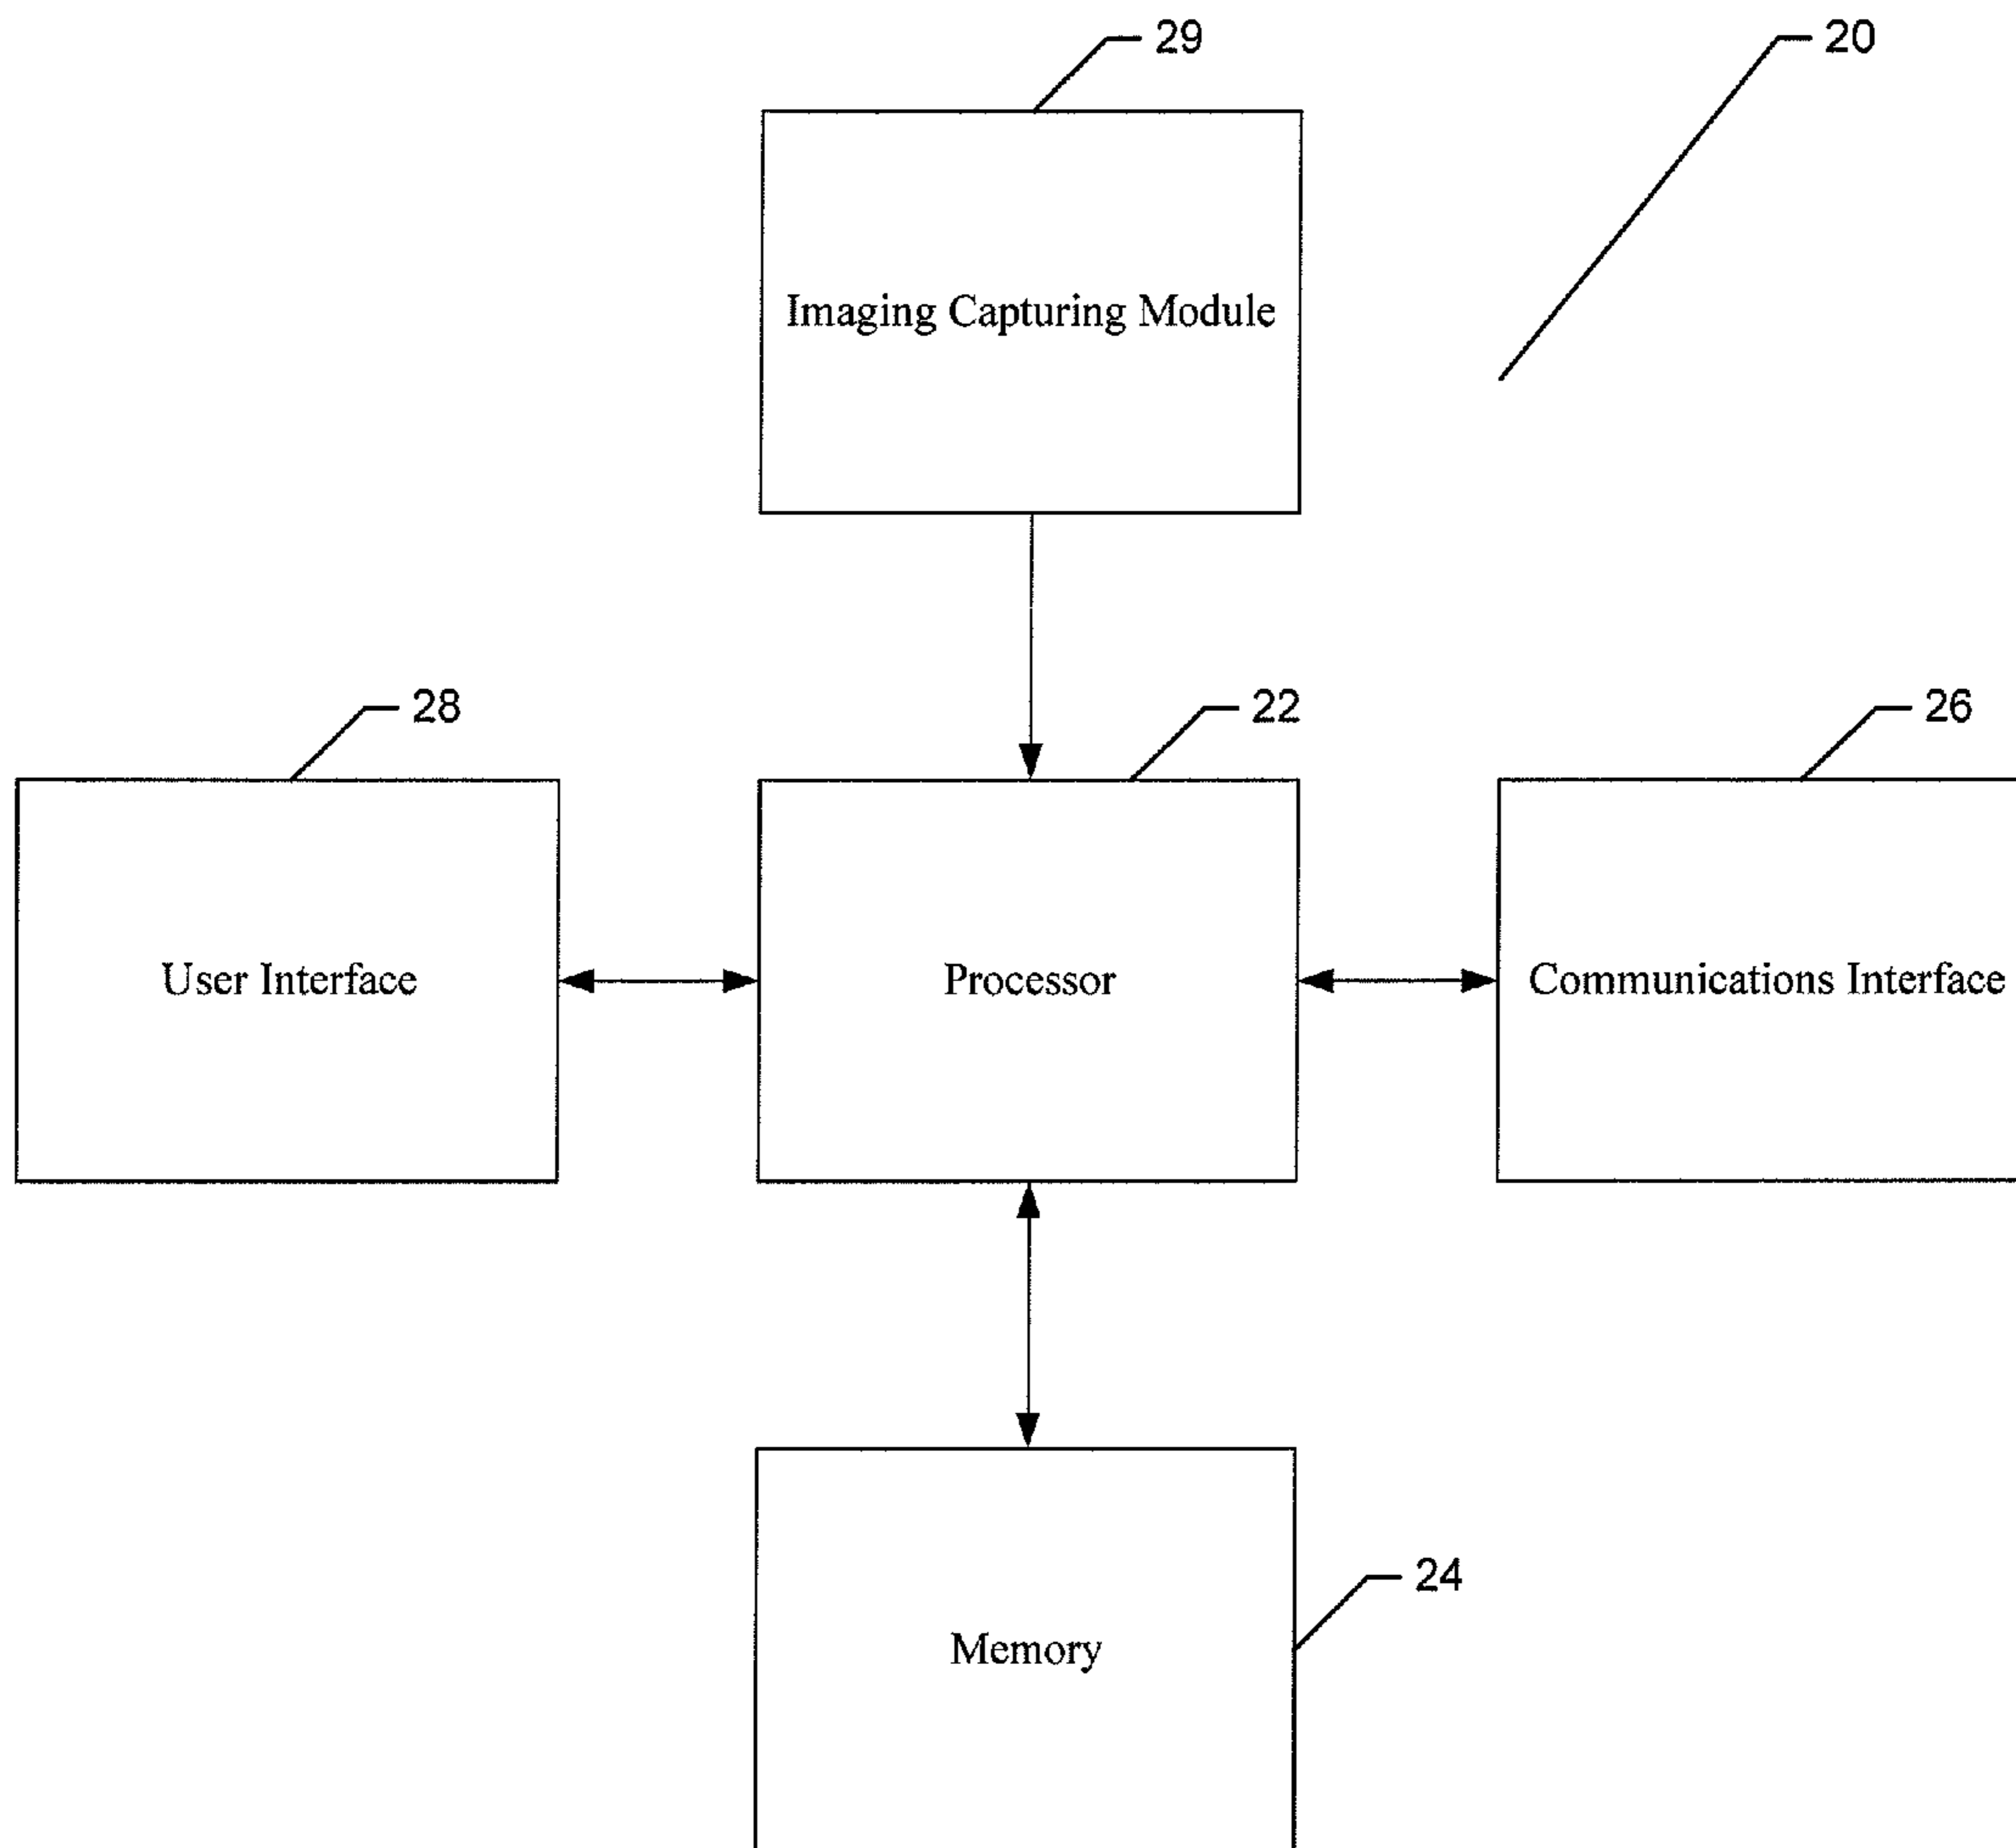 29
20
Imaging Capturing Module
28
22
26
User Interface
Processor
Communications Interface
24
Memory